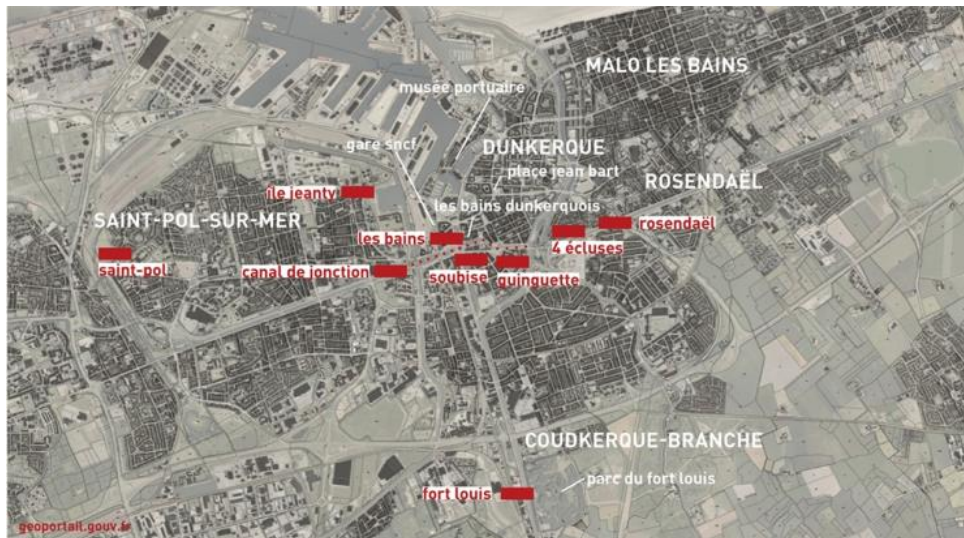 MALO LES BAINS
musée portuaire
gare sncf
DUNKERQUE
place jean bart
ROSENDAËL
île jeanty
les bains dunkerquois
SAINT-POL-SUR-MER
rosendaël
les bains
4 écluses
saint-pol
canal de jonction
soubise
guinguette
COUDKERQUE-BRANCHE
parc du fort louis
fort louis
geoportail.gouv.fr